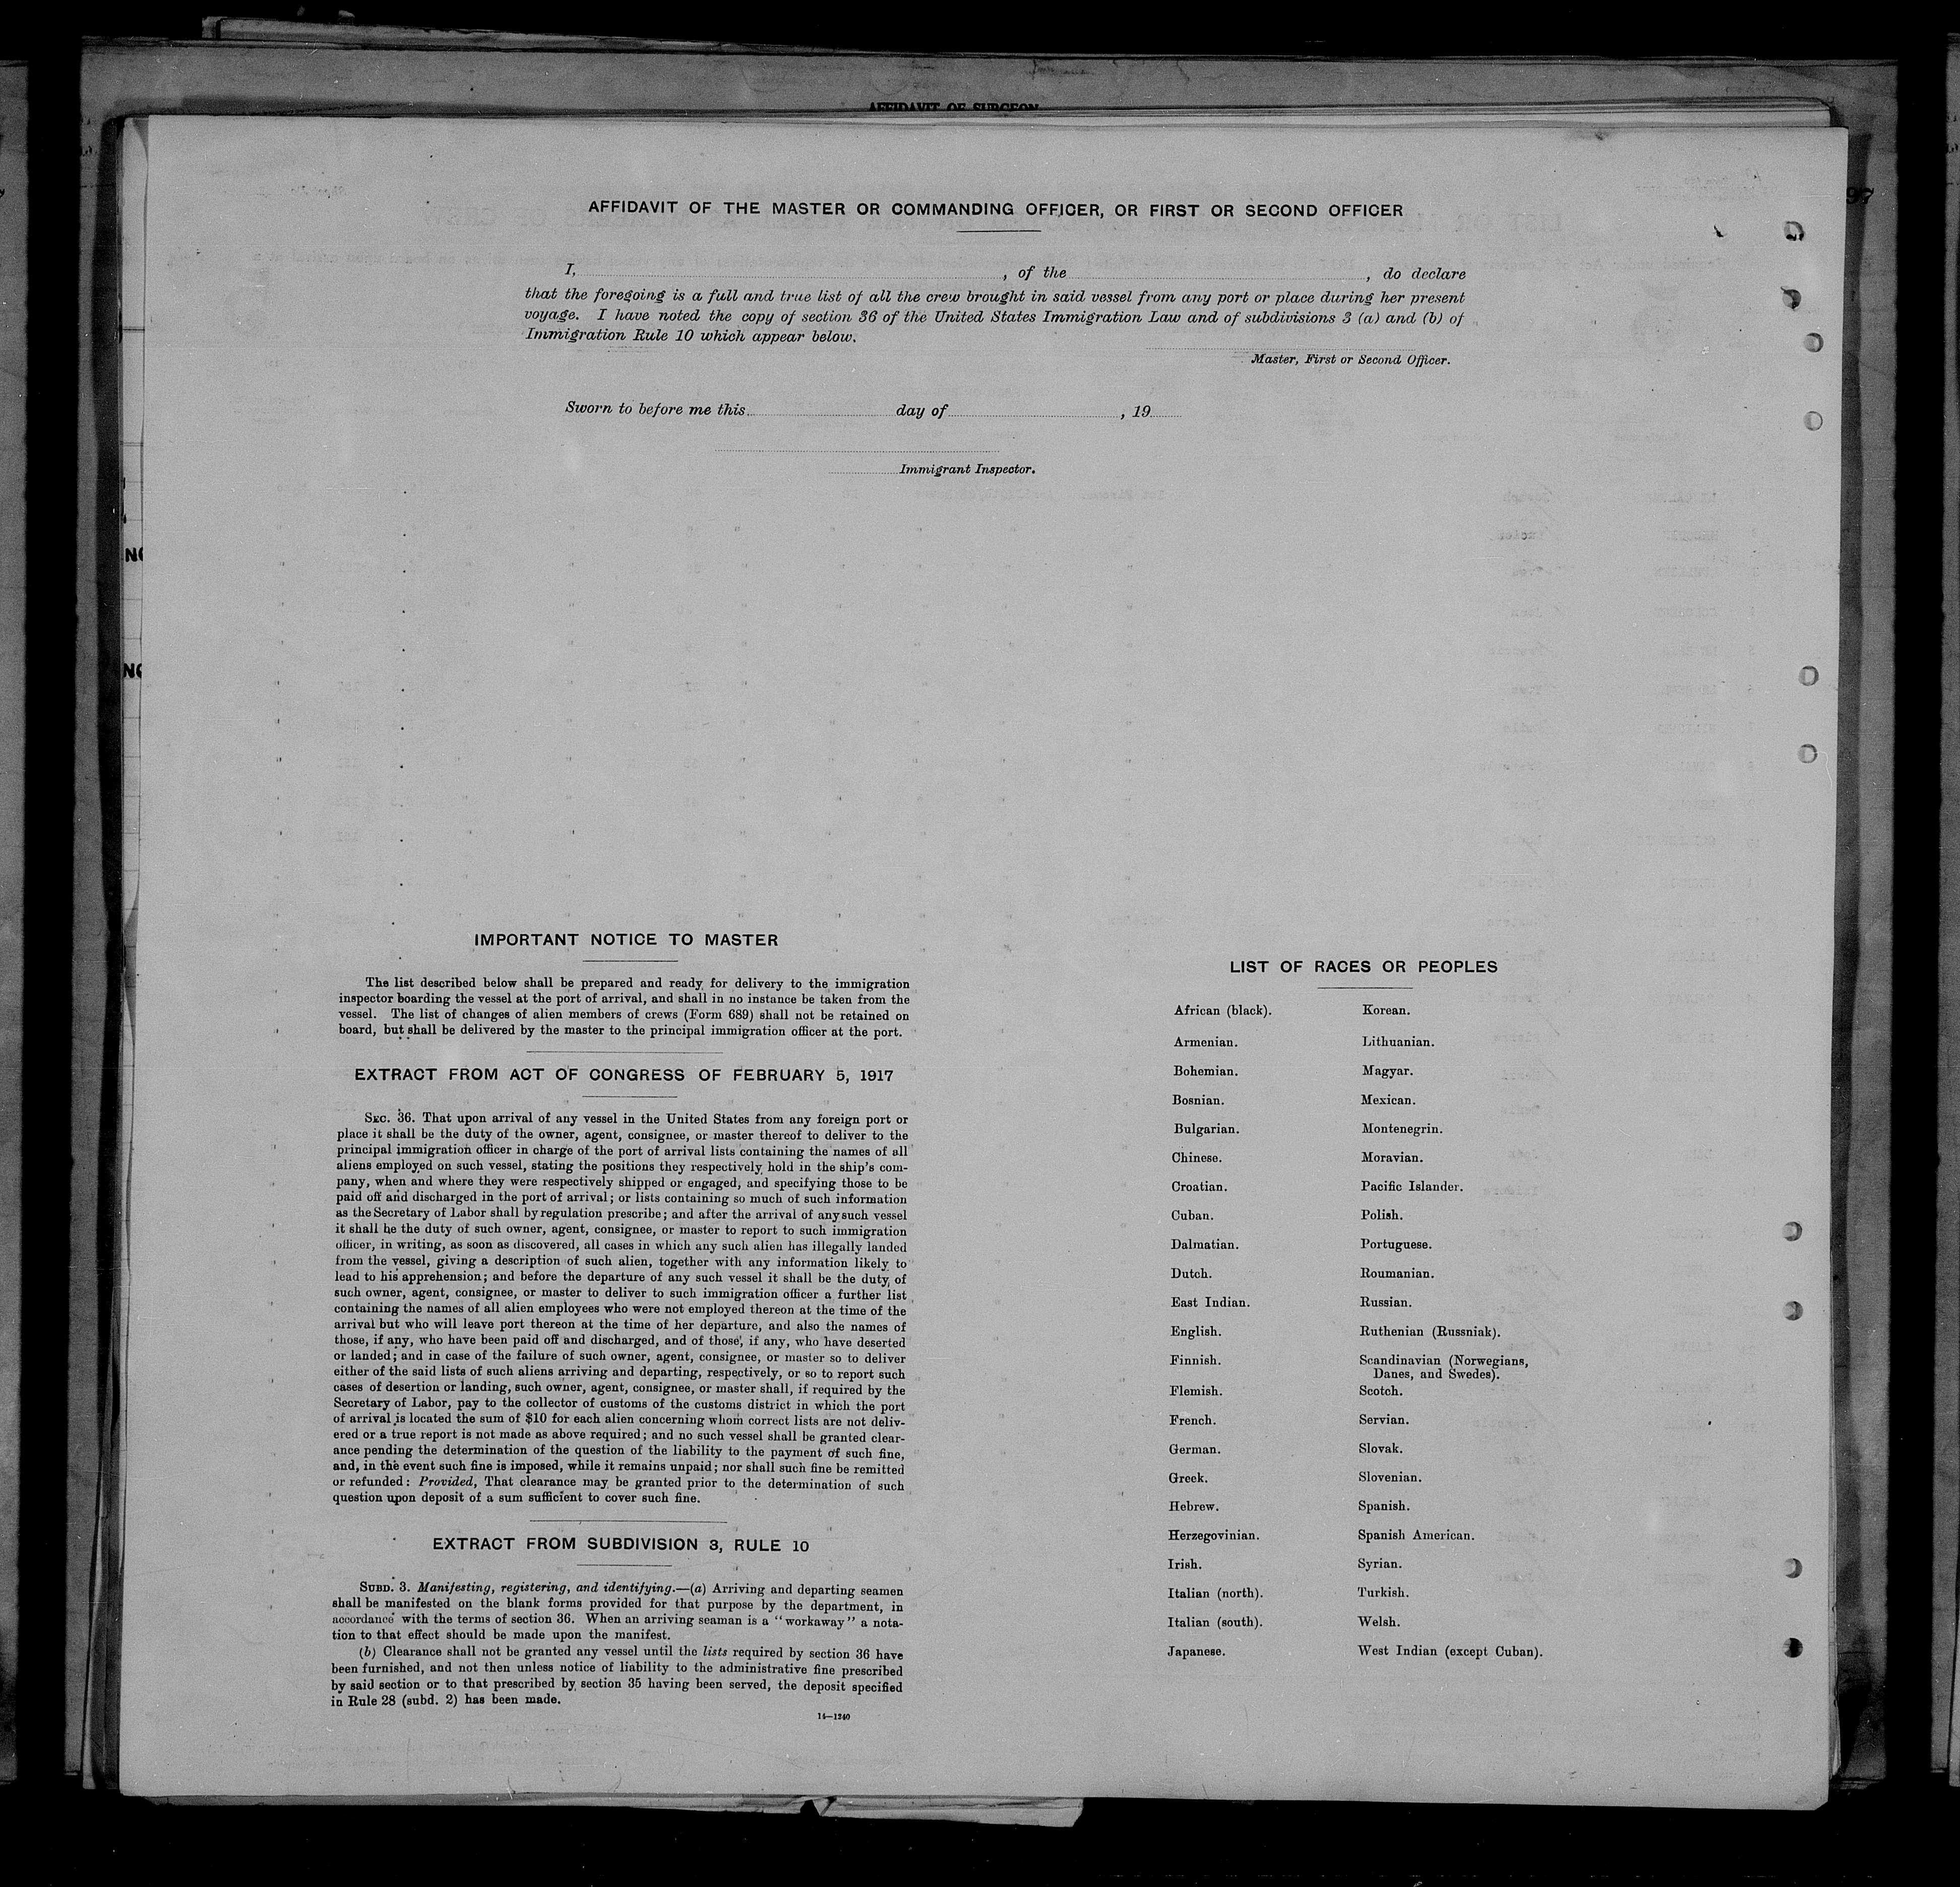 AFFIDAVIT OF SURGEON
97
AFFIDAVIT OF THE MASTER OR COMMANDING OFFICER, OR FIRST OR SECOND OFFICER
I, , of the , do declare
that the foregoing is a full and true list of all the crew brought in said vessel from any port or place during her present
voyage. I have noted the copy of section 36 of the United States Immigration Law and of subdivisions 3 (a) and (b) of
Immigration Rule 10 which appear below.
Master, First or Second Officer.
Sworn to before me this day of , 19
Immigrant Inspector.
IMPORTANT NOTICE TO MASTER
The list described below shall be prepared and ready for delivery to the immigration
inspector boarding the vessel at the port of arrival, and shall in no instance be taken from the
vessel. The list of changes of alien members of crews (Form 689) shall not be retained on
board, but shall be delivered by the master to the principal immigration officer at the port.
EXTRACT FROM ACT OF CONGRESS OF FEBRUARY 5, 1917
SEC. 36. That upon arrival of any vessel in the United States from any foreign port or
place it shall be the duty of the owner, agent, consignee, or master thereof to deliver to the
principal immigration officer in charge of the port of arrival lists containing the names of all
aliens employed on such vessel, stating the positions they respectively hold in the ship's com-
pany, when and where they were respectively shipped or engaged, and specifying those to be
paid off and discharged in the port of arrival; or lists containing so much of such information
as the Secretary of Labor shall by regulation prescribe; and after the arrival of any such vessel
it shall be the duty of such owner, agent, consignee, or master to report to such immigration
officer, in writing, as soon as discovered, all cases in which any such alien has illegally landed
from the vessel, giving a description of such alien, together with any information likely to
lead to his apprehension; and before the departure of any such vessel it shall be the duty of
such owner, agent, consignee, or master to deliver to such immigration officer a further list
containing the names of all alien employees who were not employed thereon at the time of the
arrival but who will leave port thereon at the time of her departure, and also the names of
those, if any, who have been paid off and discharged, and of those, if any, who have deserted
or landed; and in case of the failure of such owner, agent, consignee, or master so to deliver
either of the said lists of such aliens arriving and departing, respectively, or so to report such
cases of desertion or landing, such owner, agent, consignee, or master shall, if required by the
Secretary of Labor, pay to the collector of customs of the customs district in which the port
of arrival is located the sum of $10 for each alien concerning whom correct lists are not deliv-
ered or a true report is not made as above required; and no such vessel shall be granted clear-
ance pending the determination of the question of the liability to the payment of such fine,
and, in the event such fine is imposed, while it remains unpaid; nor shall such fine be remitted
or refunded: Provided, That clearance may be granted prior to the determination of such
question upon deposit of a sum sufficient to cover such fine.
EXTRACT FROM SUBDIVISION 3, RULE 10
SUBD. 3. Manifesting, registering, and identifying.—(a) Arriving and departing seamen
shall be manifested on the blank forms provided for that purpose by the department, in
accordance with the terms of section 36. When an arriving seaman is a "workaway" a nota-
tion to that effect should be made upon the manifest.
(b) Clearance shall not be granted any vessel until the lists required by section 36 have
been furnished, and not then unless notice of liability to the administrative fine prescribed
by said section or to that prescribed by section 35 having been served, the deposit specified
in Rule 28 (subd. 2) has been made.
14—1240
LIST OF RACES OR PEOPLES
African (black). Korean.
Armenian. Lithuanian.
Bohemian. Magyar.
Bosnian. Mexican.
Bulgarian. Montenegrin.
Chinese. Moravian.
Croatian. Pacific Islander.
Cuban. Polish.
Dalmatian. Portuguese.
Dutch. Roumanian.
East Indian. Russian.
English. Ruthenian (Russniak).
Finnish. Scandinavian (Norwegians,
Danes, and Swedes).
Flemish. Scotch.
French. Servian.
German. Slovak.
Greek. Slovenian.
Hebrew. Spanish.
Herzegovinian. Spanish American.
Irish. Syrian.
Italian (north). Turkish.
Italian (south). Welsh.
Japanese. West Indian (except Cuban).